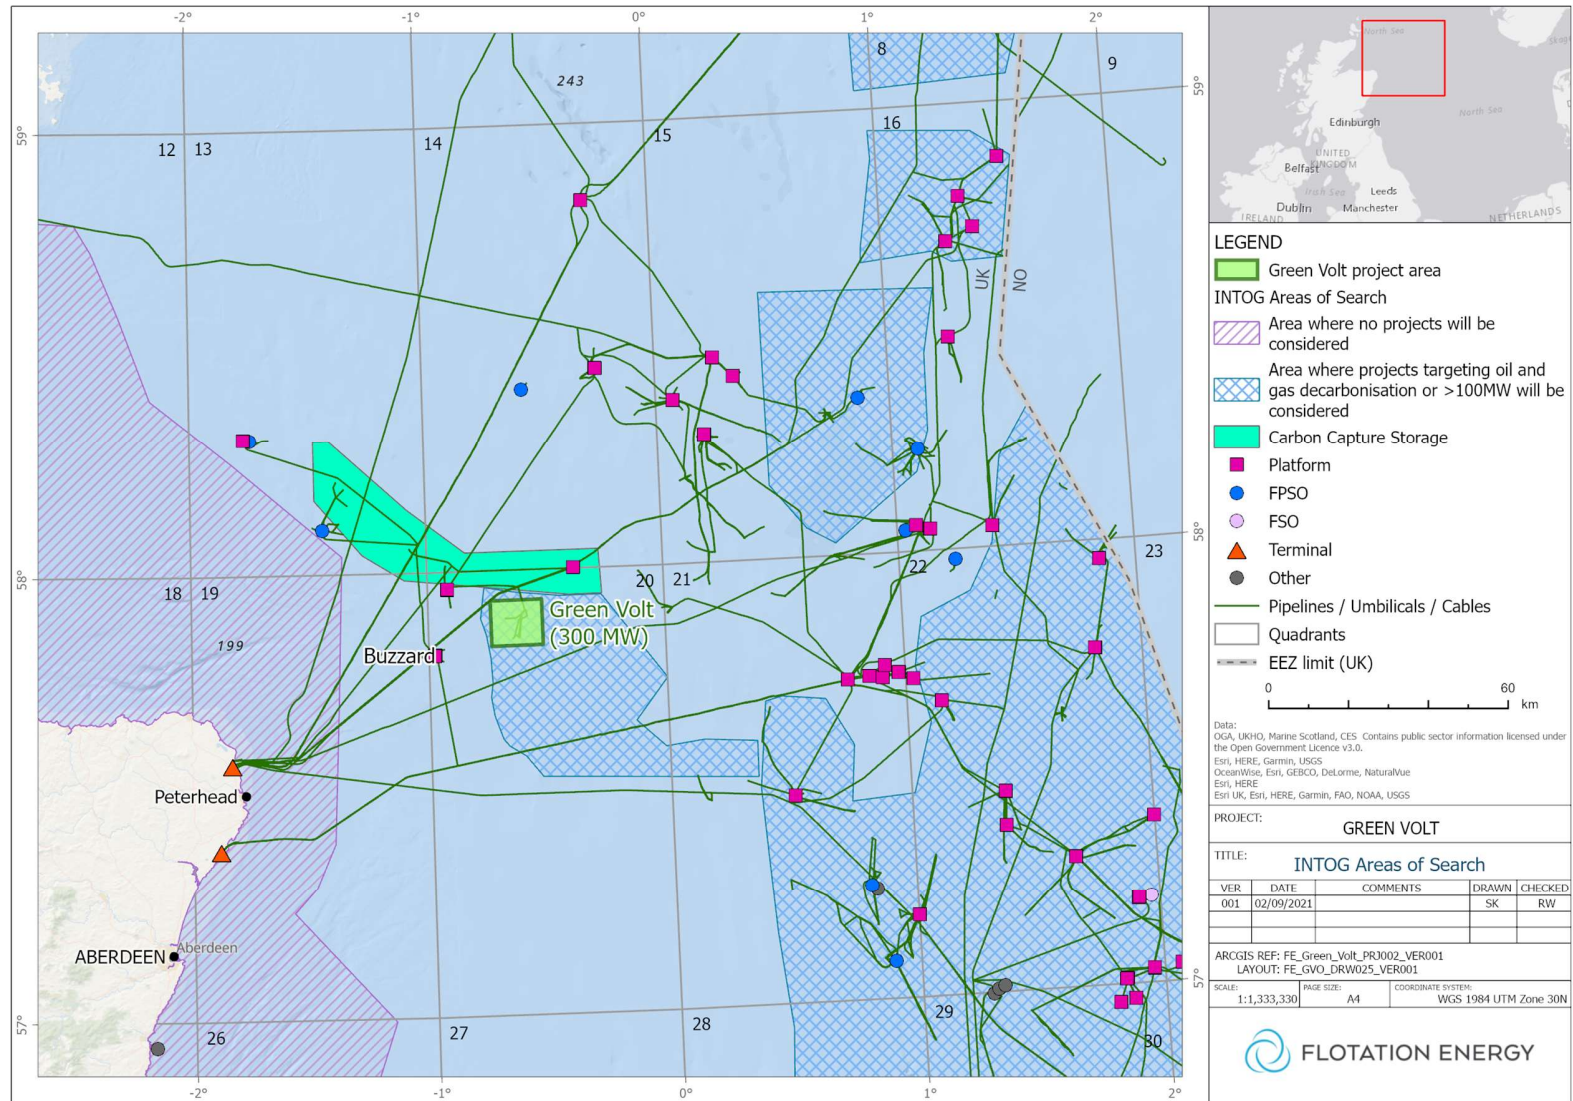 -2°
-1°
0°
1°
2°
59°
58°
57°
59°
58°
57°
-2°
-1°
0°
1°
2°
243
199
8
9
12
13
14
15
16
18
19
20
21
22
23
26
27
28
29
30
UK
NO
Green Volt
(300 MW)
Buzzard
Peterhead
ABERDEEN
Aberdeen
North Sea
Skag
North Sea
Edinburgh
UNITED
KINGDOM
Belfast
Irish Sea
Leeds
Dublin
Manchester
IRELAND
NETHERLANDS
LEGEND
Green Volt project area
INTOG Areas of Search
Area where no projects will be
considered
Area where projects targeting oil and
gas decarbonisation or >100MW will be
considered
Carbon Capture Storage
Platform
FPSO
FSO
Terminal
Other
Pipelines / Umbilicals / Cables
Quadrants
EEZ limit (UK)
0
60
km
Data:
OGA, UKHO, Marine Scotland, CES Contains public sector information licensed under
the Open Government Licence v3.0.
Esri, HERE, Garmin, USGS
OceanWise, Esri, GEBCO, DeLorme, NaturalVue
Esri, HERE
Esri UK, Esri, HERE, Garmin, FAO, NOAA, USGS
PROJECT:
GREEN VOLT
TITLE:
INTOG Areas of Search
VER DATE COMMENTS DRAWN CHECKED
001 02/09/2021 SK RW
ARCGIS REF: FE_Green_Volt_PRJ002_VER001
LAYOUT: FE_GVO_DRW025_VER001
SCALE:
1:1,333,330
PAGE SIZE:
A4
COORDINATE SYSTEM:
WGS 1984 UTM Zone 30N
FLOTATION ENERGY